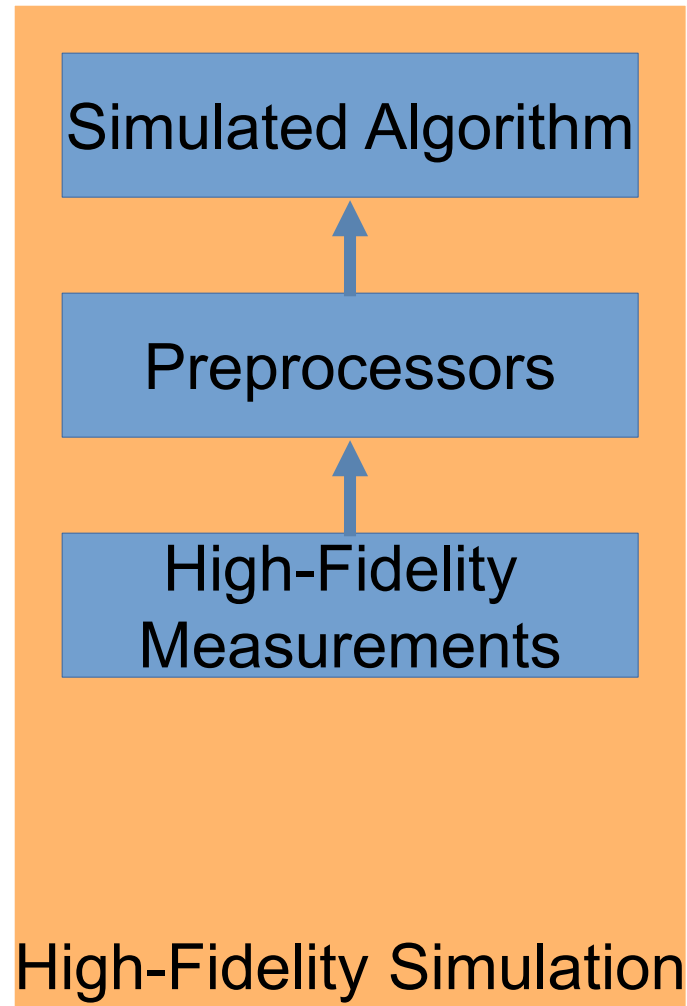 Simulated Algorithm
Preprocessors
High-Fidelity
Measurements
High-Fidelity Simulation